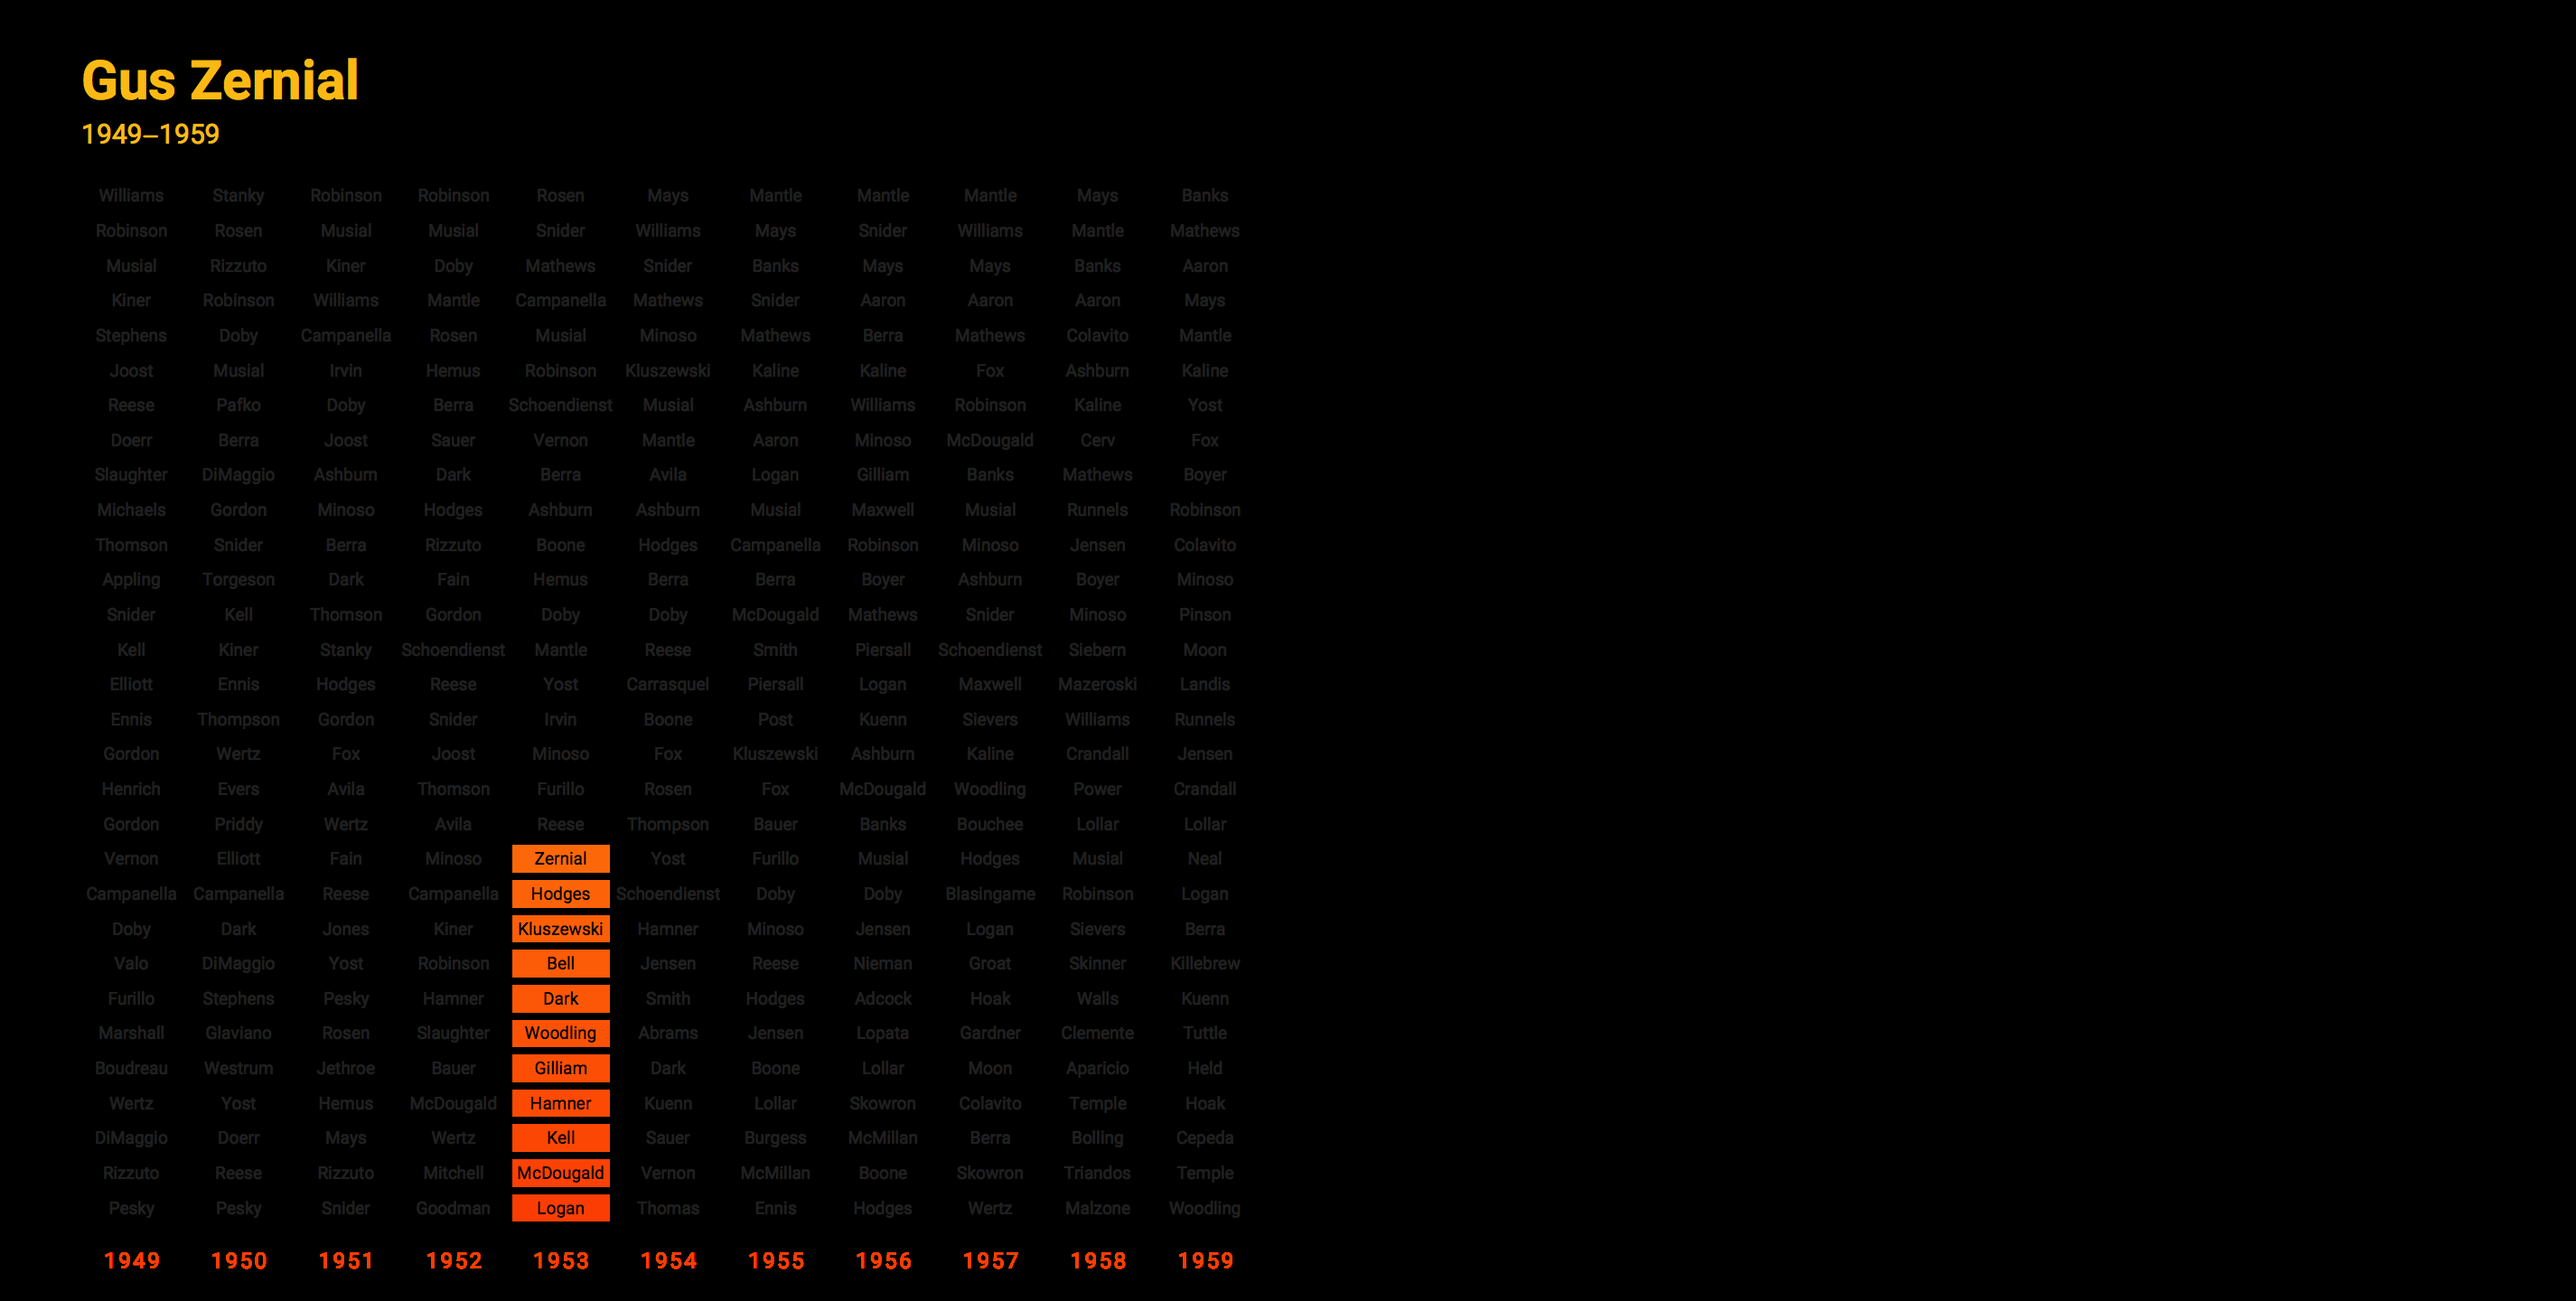 Gus Zernial
1949–1959
Williams Stanky Robinson Robinson Rosen Mays Mantle Mantle Mantle Mays Banks
Robinson Rosen Musial Musial Snider Williams Mays Snider Williams Mantle Mathews
Musial Rizzuto Kiner Doby Mathews Snider Banks Mays Mays Banks Aaron
Kiner Robinson Williams Mantle Campanella Mathews Snider Aaron Aaron Aaron Mays
Stephens Doby Campanella Rosen Musial Minoso Mathews Berra Mathews Colavito Mantle
Joost Musial Irvin Hemus Robinson Kluszewski Kaline Kaline Fox Ashburn Kaline
Reese Pafko Doby Berra Schoendienst Musial Ashburn Williams Robinson Kaline Yost
Doerr Berra Joost Sauer Vernon Mantle Aaron Minoso McDougald Cerv Fox
Slaughter DiMaggio Ashburn Dark Berra Avila Logan Gilliam Banks Mathews Boyer
Michaels Gordon Minoso Hodges Ashburn Ashburn Musial Maxwell Musial Runnels Robinson
Thomson Snider Berra Rizzuto Boone Hodges Campanella Robinson Minoso Jensen Colavito
Appling Torgeson Dark Fain Hemus Berra Berra Boyer Ashburn Boyer Minoso
Snider Kell Thomson Gordon Doby Doby McDougald Mathews Snider Minoso Pinson
Kell Kiner Stanky Schoendienst Mantle Reese Smith Piersall Schoendienst Siebern Moon
Elliott Ennis Hodges Reese Yost Carrasquel Piersall Logan Maxwell Mazeroski Landis
Ennis Thompson Gordon Snider Irvin Boone Post Kuenn Sievers Williams Runnels
Gordon Wertz Fox Joost Minoso Fox Kluszewski Ashburn Kaline Crandall Jensen
Henrich Evers Avila Thomson Furillo Rosen Fox McDougald Woodling Power Crandall
Gordon Priddy Wertz Avila Reese Thompson Bauer Banks Bouchee Lollar Lollar
Vernon Elliott Fain Minoso Zernial Yost Furillo Musial Hodges Musial Neal
Campanella Campanella Reese Campanella Hodges Schoendienst Doby Doby Blasingame Robinson Logan
Doby Dark Jones Kiner Kluszewski Hamner Minoso Jensen Logan Sievers Berra
Valo DiMaggio Yost Robinson Bell Jensen Reese Nieman Groat Skinner Killebrew
Furillo Stephens Pesky Hamner Dark Smith Hodges Adcock Hoak Walls Kuenn
Marshall Glaviano Rosen Slaughter Woodling Abrams Jensen Lopata Gardner Clemente Tuttle
Boudreau Westrum Jethroe Bauer Gilliam Dark Boone Lollar Moon Aparicio Held
Wertz Yost Hemus McDougald Hamner Kuenn Lollar Skowron Colavito Temple Hoak
DiMaggio Doerr Mays Wertz Kell Sauer Burgess McMillan Berra Bolling Cepeda
Rizzuto Reese Rizzuto Mitchell McDougald Vernon McMillan Boone Skowron Triandos Temple
Pesky Pesky Snider Goodman Logan Thomas Ennis Hodges Wertz Malzone Woodling
1949 1950 1951 1952 1953 1954 1955 1956 1957 1958 1959